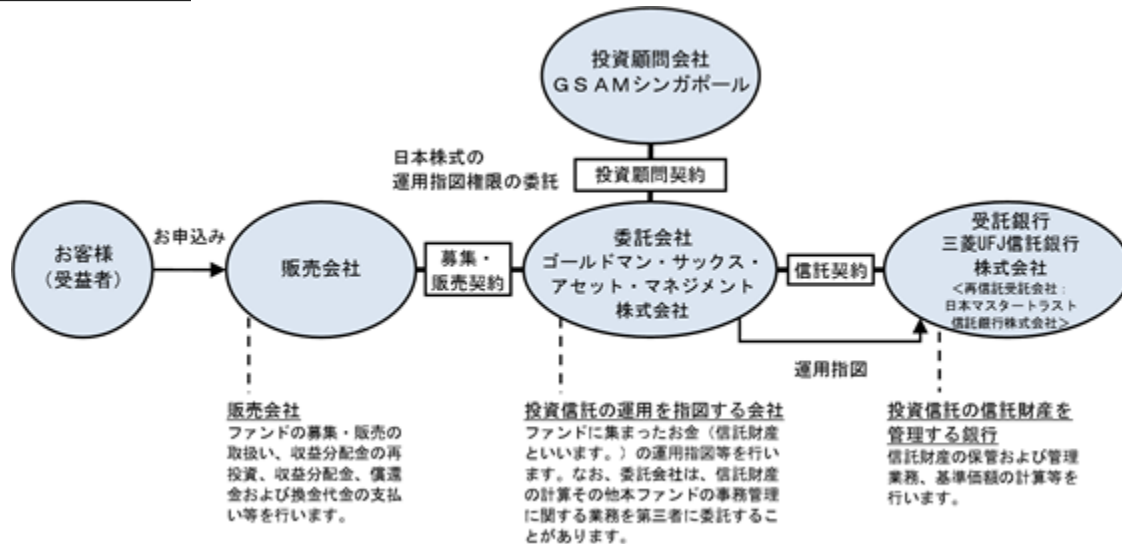 投資顧問会社
GSAMシンガポール
日本株式の
運用指図権限の委託
投資顧問契約
お客様
(受益者)
お申込み
販売会社
募集・
販売契約
委託会社
ゴールドマン・サックス・
アセット・マネジメント
株式会社
信託契約
受託銀行
三菱UFJ信託銀行
株式会社
<再信託受託会社:
日本マスタートラスト
信託銀行株式会社>
運用指図
販売会社
ファンドの募集・販売の
取扱い、収益分配金の再
投資、収益分配金、償還
金および換金代金の支払
い等を行います。
投資信託の運用を指図する会社
ファンドに集まったお金(信託財産
といいます。)の運用指図等を行い
ます。なお、委託会社は、信託財産
の計算その他本ファンドの事務管理
に関する業務を第三者に委託するこ
とがあります。
投資信託の信託財産を
管理する銀行
信託財産の保管および管理
業務、基準価額の計算等を
行います。